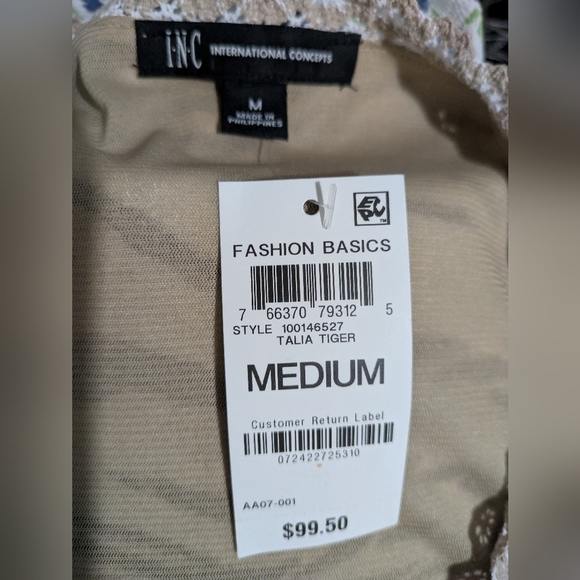 I·N·C INTERNATIONAL CONCEPTS
M
MADE IN
PHILIPPINES
EPC™
FASHION BASICS
7 66370 79312 5
STYLE 100146527
TALIA TIGER
MEDIUM
Customer Return Label
072422725310
AA07-001
$99.50